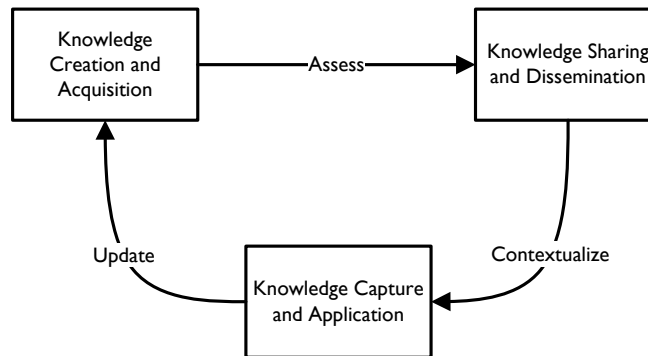 Knowledge
Creation and
Acquisition
Assess
Knowledge Sharing
and Dissemination
Update
Contextualize
Knowledge Capture
and Application